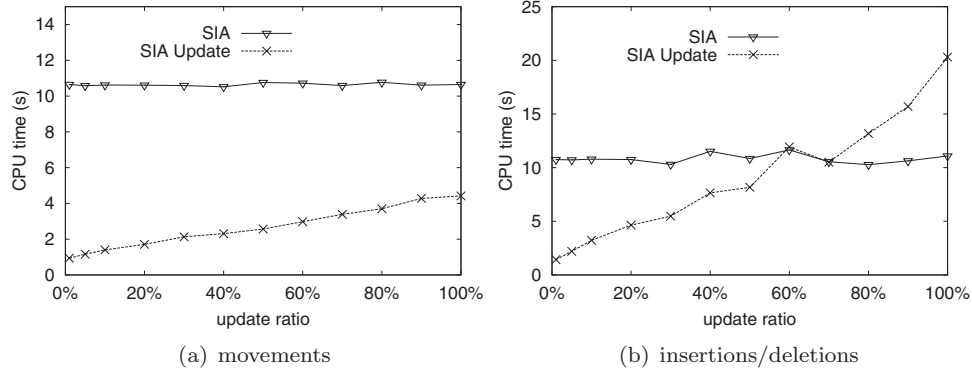 SIA
SIA Update
CPU time (s)
16
14
12
10
8
6
4
2
0
0% 20% 40% 60% 80% 100%
update ratio
(a) movements
SIA
SIA Update
CPU time (s)
25
20
15
10
5
0
0% 20% 40% 60% 80% 100%
update ratio
(b) insertions/deletions